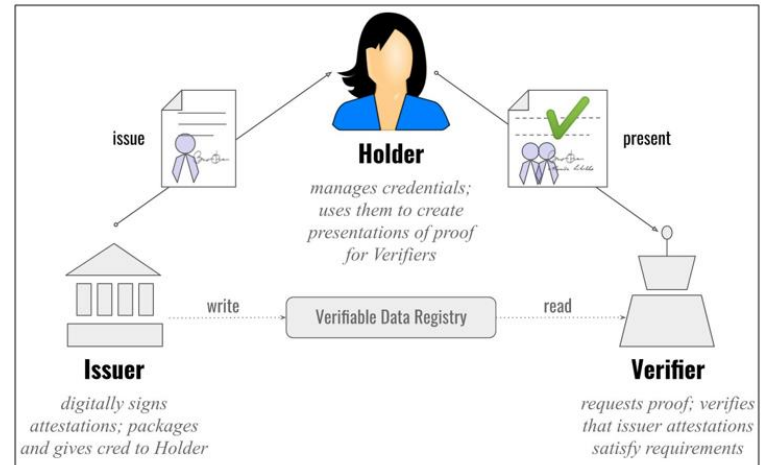 issue
present
Holder
manages credentials;
uses them to create
presentations of proof
for Verifiers
write
Verifiable Data Registry
read
Issuer
digitally signs
attestations; packages
and gives cred to Holder
Verifier
requests proof; verifies
that issuer attestations
satisfy requirements